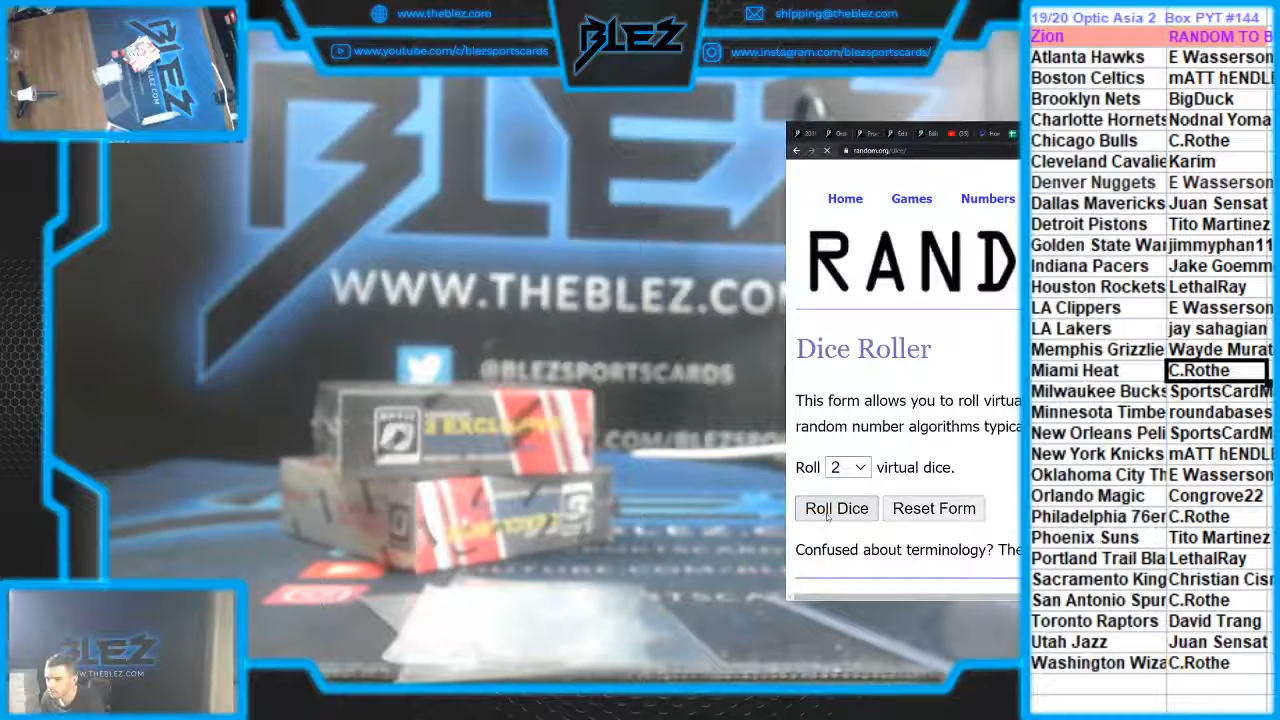 www.theblez.com
www.youtube.com/c/blezsportscards
BLEZ
shipping@theblez.com
www.instagram.com/blezsportscards/
BLEZ
WWW.THEBLEZ.COM
@BLEZSPORTSCARDS
OPTIC
EXCLUSIVE
random.org/dice/
Home Games Numbers
RAND
Dice Roller
This form allows you to roll virtua
random number algorithms typica
Roll 2 virtual dice.
Roll Dice Reset Form
Confused about terminology? The
19/20 Optic Asia 2 Box PYT #144
Zion RANDOM TO B
Atlanta Hawks E Wasserson
Boston Celtics mATT hENDL
Brooklyn Nets BigDuck
Charlotte Hornets Nodnal Yoma
Chicago Bulls C.Rothe
Cleveland Cavalie Karim
Denver Nuggets E Wasserson
Dallas Mavericks Juan Sensat
Detroit Pistons Tito Martinez
Golden State War jimmyphan11
Indiana Pacers Jake Goemm
Houston Rockets LethalRay
LA Clippers E Wasserson
LA Lakers jay sahagian
Memphis Grizzlie Wayde Murat
Miami Heat C.Rothe
Milwaukee Bucks SportsCardM
Minnesota Timbe roundabases
New Orleans Peli SportsCardM
New York Knicks mATT hENDL
Oklahoma City Th E Wasserson
Orlando Magic Congrove22
Philadelphia 76er C.Rothe
Phoenix Suns Tito Martinez
Portland Trail Bla LethalRay
Sacramento King Christian Cisn
San Antonio Spur C.Rothe
Toronto Raptors David Trang
Utah Jazz Juan Sensat
Washington Wiza C.Rothe